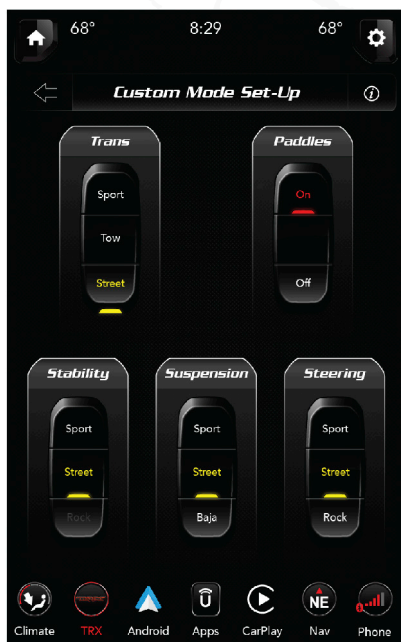 68° 8:29 68°
Custom Mode Set-Up
Trans
Sport
Tow
Street
Paddles
On
Off
Stability
Sport
Street
Rock
Suspension
Sport
Street
Baja
Steering
Sport
Street
Rock
NE
Climate TRX Android Apps CarPlay Nav Phone